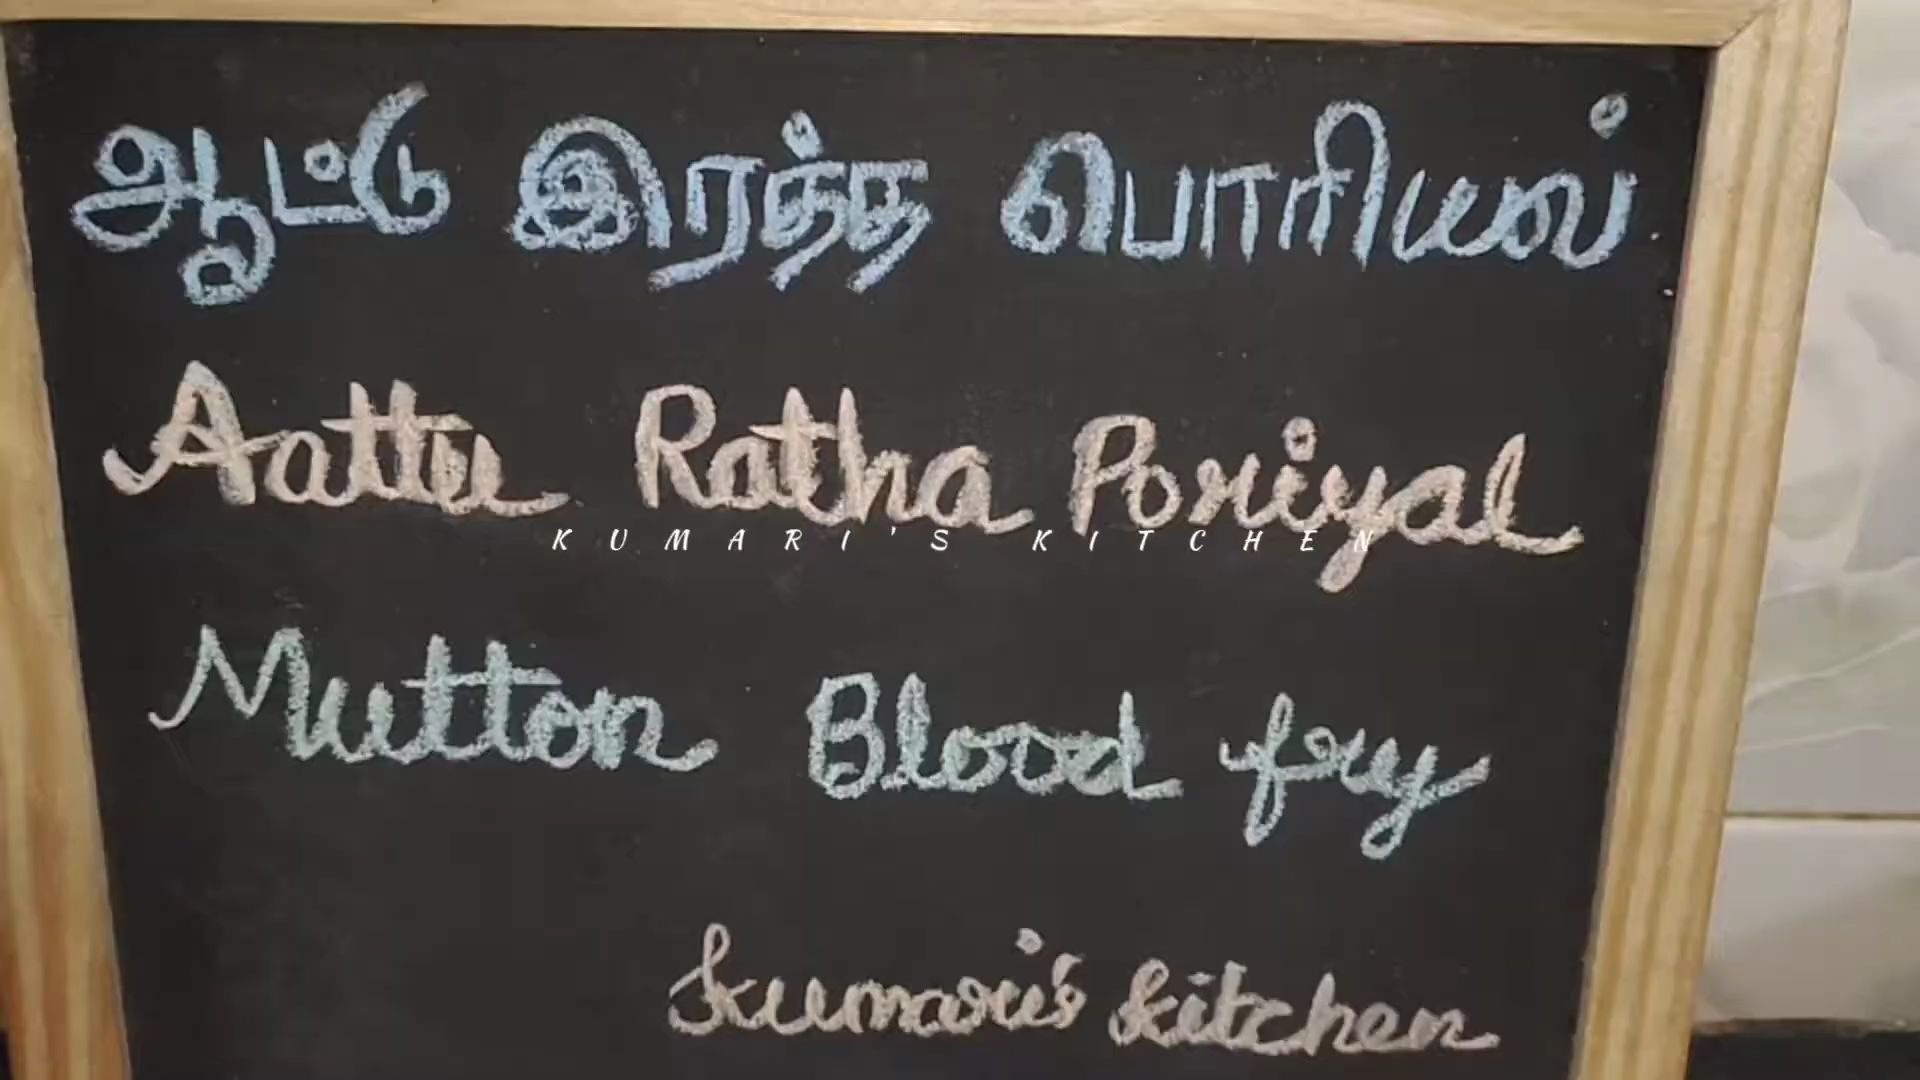 ஆட்டு இரத்த பொரியல்
Aattu Ratha Poriyal
KUMARI'S KITCHEN
Mutton Blood fry
Kumari's kitchen